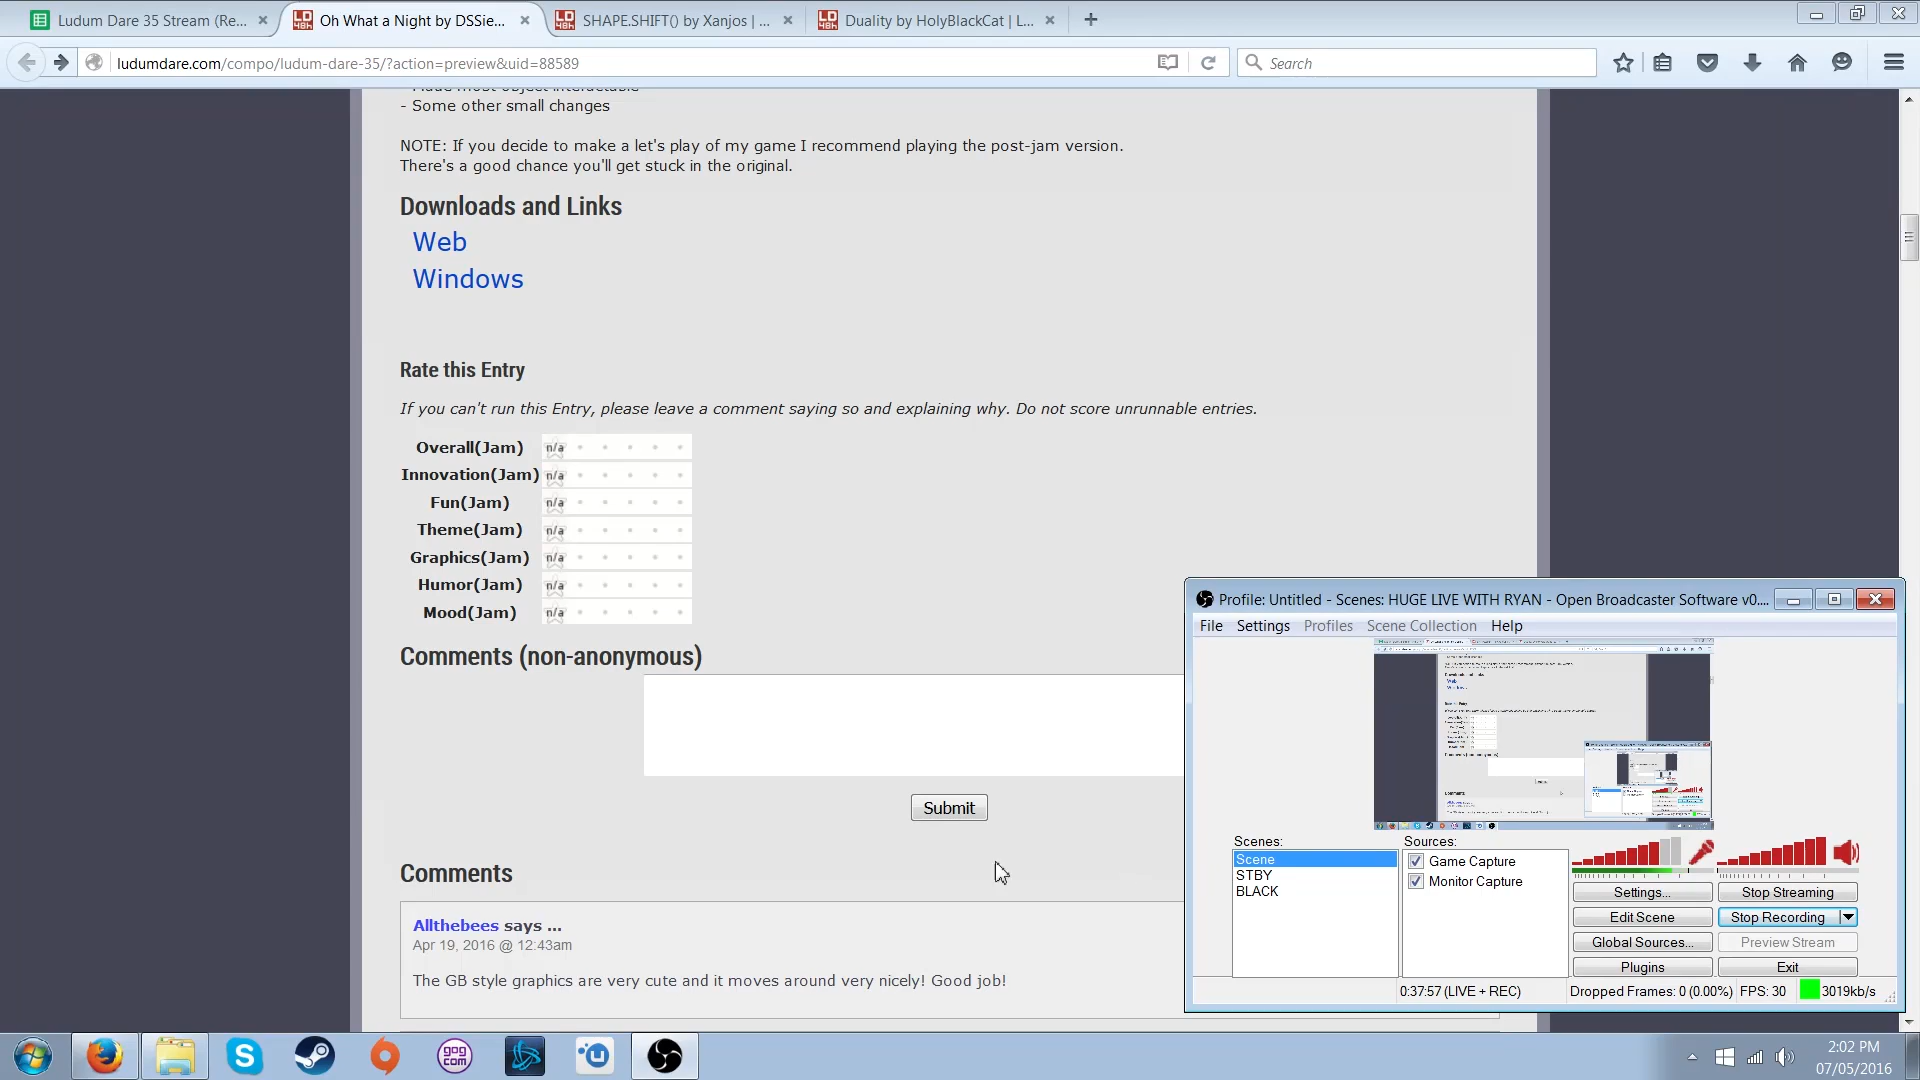 Ludum Dare 35 Stream (Re...
Oh What a Night by DSSie...
SHAPE.SHIFT() by Xanjos | ...
Duality by HolyBlackCat | L...
ludumdare.com/compo/ludum-dare-35/?action=preview&uid=88589
Search
- Some other small changes
NOTE: If you decide to make a let's play of my game I recommend playing the post-jam version.
There's a good chance you'll get stuck in the original.
Downloads and Links
Web
Windows
Rate this Entry
If you can't run this Entry, please leave a comment saying so and explaining why. Do not score unrunnable entries.
Overall(Jam) n/a
Innovation(Jam) n/a
Fun(Jam) n/a
Theme(Jam) n/a
Graphics(Jam) n/a
Humor(Jam) n/a
Mood(Jam) n/a
Comments (non-anonymous)
Submit
Comments
Allthebees says ...
Apr 19, 2016 @ 12:43am
The GB style graphics are very cute and it moves around very nicely! Good job!
Profile: Untitled - Scenes: HUGE LIVE WITH RYAN - Open Broadcaster Software v0....
File Settings Profiles Scene Collection Help
Scenes:
Scene
STBY
BLACK
Sources:
Game Capture
Monitor Capture
Settings...
Stop Streaming
Edit Scene
Stop Recording
Global Sources...
Preview Stream
Plugins
Exit
0:37:57 (LIVE + REC)
Dropped Frames: 0 (0.00%)
FPS: 30
3019kb/s
GOG
COM
2:02 PM
07/05/2016